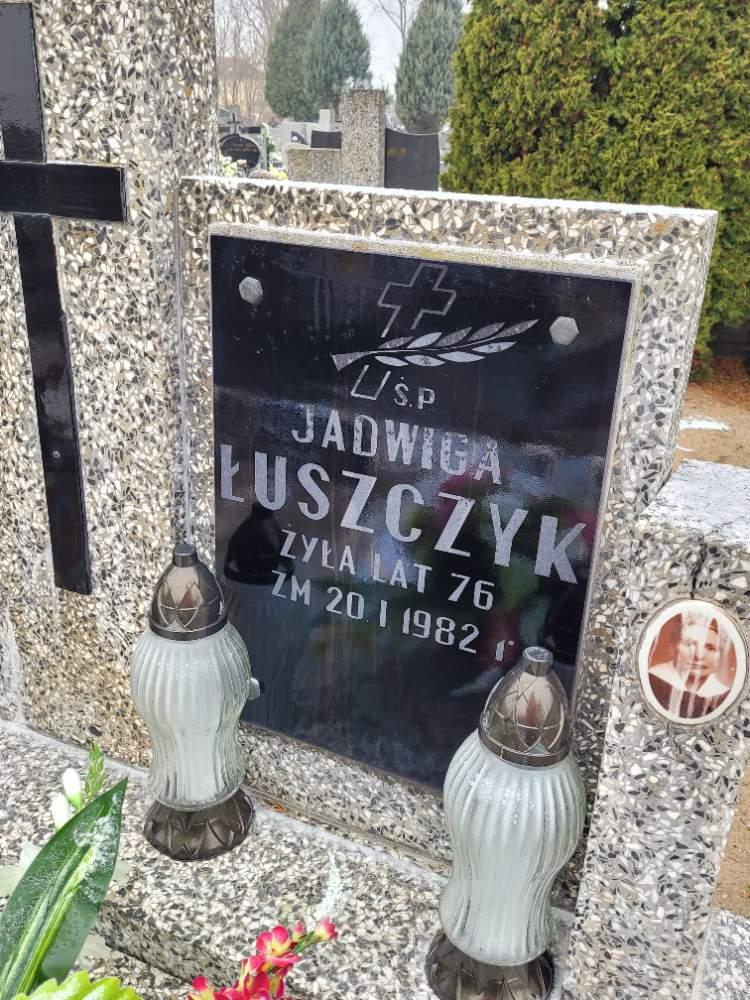 Ś.P.
JADWIGA
ŁUSZCZYK
ŻYŁA LAT 76
ZM. 20.I 1982 r.